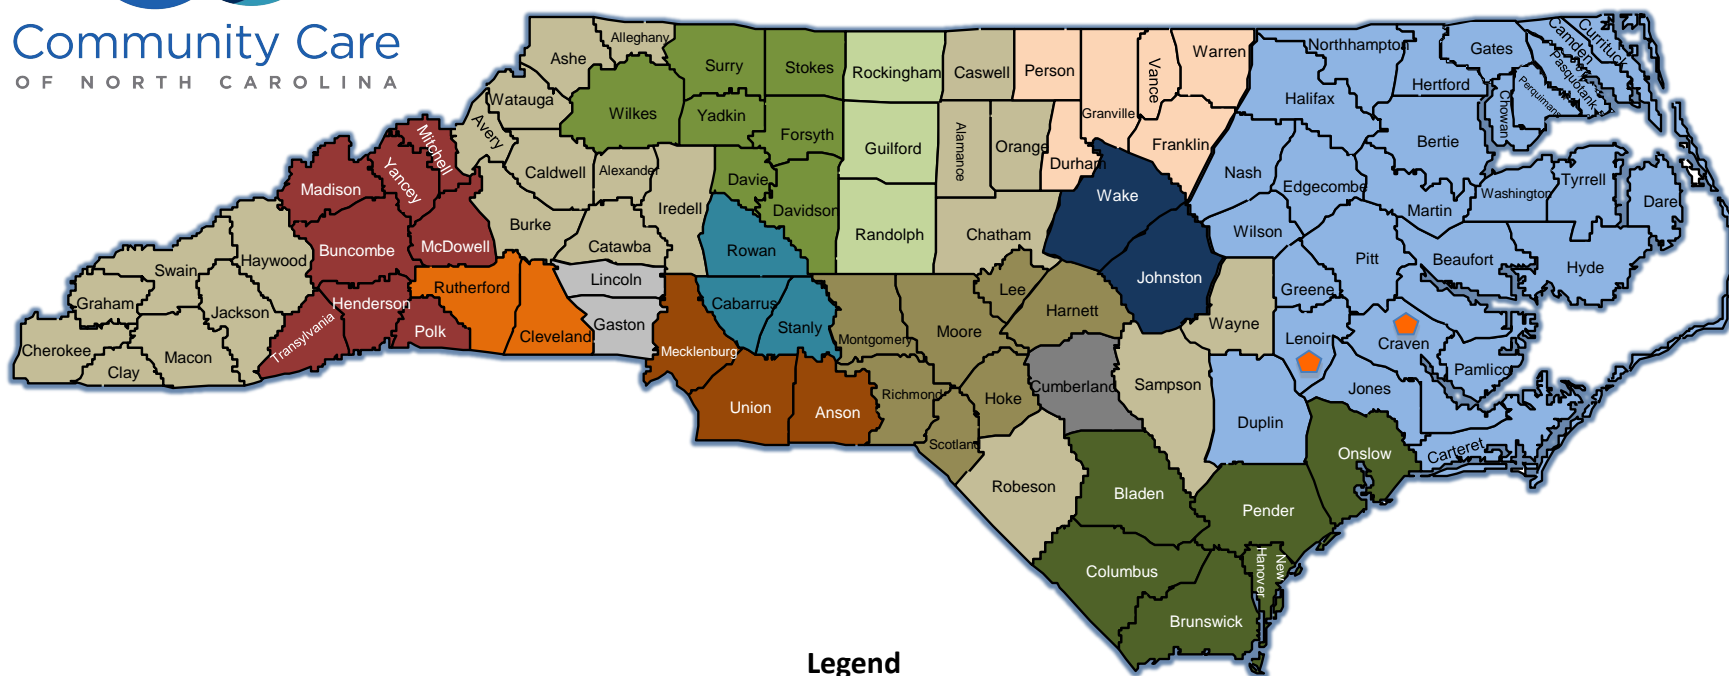 Community Care
OF NORTH CAROLINA
Alleghany
Ashe
Surry
Stokes
Rockingham
Caswell
Person
Vance
Warren
Northhampton
Gates
Camden
Currituck
Pasquotank
Perquimans
Chowan
Hertford
Halifax
Bertie
Watauga
Wilkes
Yadkin
Forsyth
Guilford
Alamance
Orange
Durham
Granville
Franklin
Nash
Edgecombe
Martin
Washington
Tyrrell
Dare
Mitchell
Avery
Yancey
Madison
Caldwell
Alexander
Davie
Iredell
Davidson
Randolph
Chatham
Wake
Wilson
Pitt
Beaufort
Hyde
Buncombe
McDowell
Burke
Catawba
Rowan
Johnston
Greene
Swain
Haywood
Graham
Jackson
Henderson
Rutherford
Lincoln
Cabarrus
Stanly
Lee
Harnett
Wayne
Lenoir
Craven
Pamlico
Cherokee
Clay
Macon
Transylvania
Polk
Cleveland
Gaston
Mecklenburg
Montgomery
Moore
Cumberland
Sampson
Duplin
Jones
Union
Anson
Richmond
Hoke
Scotland
Robeson
Bladen
Pender
Onslow
Carteret
Columbus
Brunswick
New
Hanover
Legend